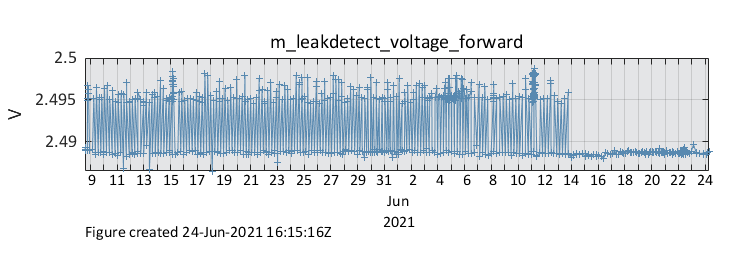 m_leakdetect_voltage_forward
2.5
2.495
2.49
V
9 11 13 15 17 19 21 23 25 27 29 31 2 4 6 8 10 12 14 16 18 20 22 24
Jun
2021
Figure created 24-Jun-2021 16:15:16Z